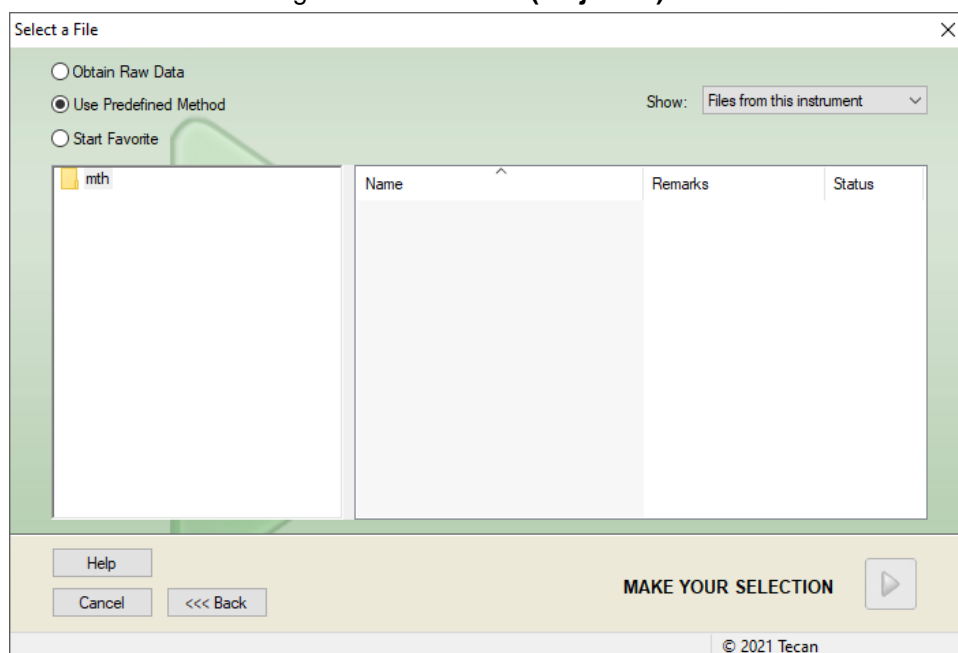 Select a File
Obtain Raw Data
Use Predefined Method
Show: Files from this instrument
Start Favorite
mth
Name Remarks Status
Help
Cancel <<< Back
MAKE YOUR SELECTION
© 2021 Tecan